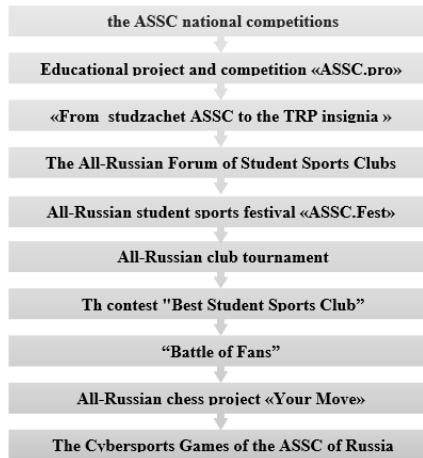 the ASSC national competitions
Educational project and competition «ASSC.pro»
«From studzachet ASSC to the TRP insignia »
The All-Russian Forum of Student Sports Clubs
All-Russian student sports festival «ASSC.Fest»
All-Russian club tournament
Th contest "Best Student Sports Club”
“Battle of Fans”
All-Russian chess project «Your Move»
The Cybersports Games of the ASSC of Russia